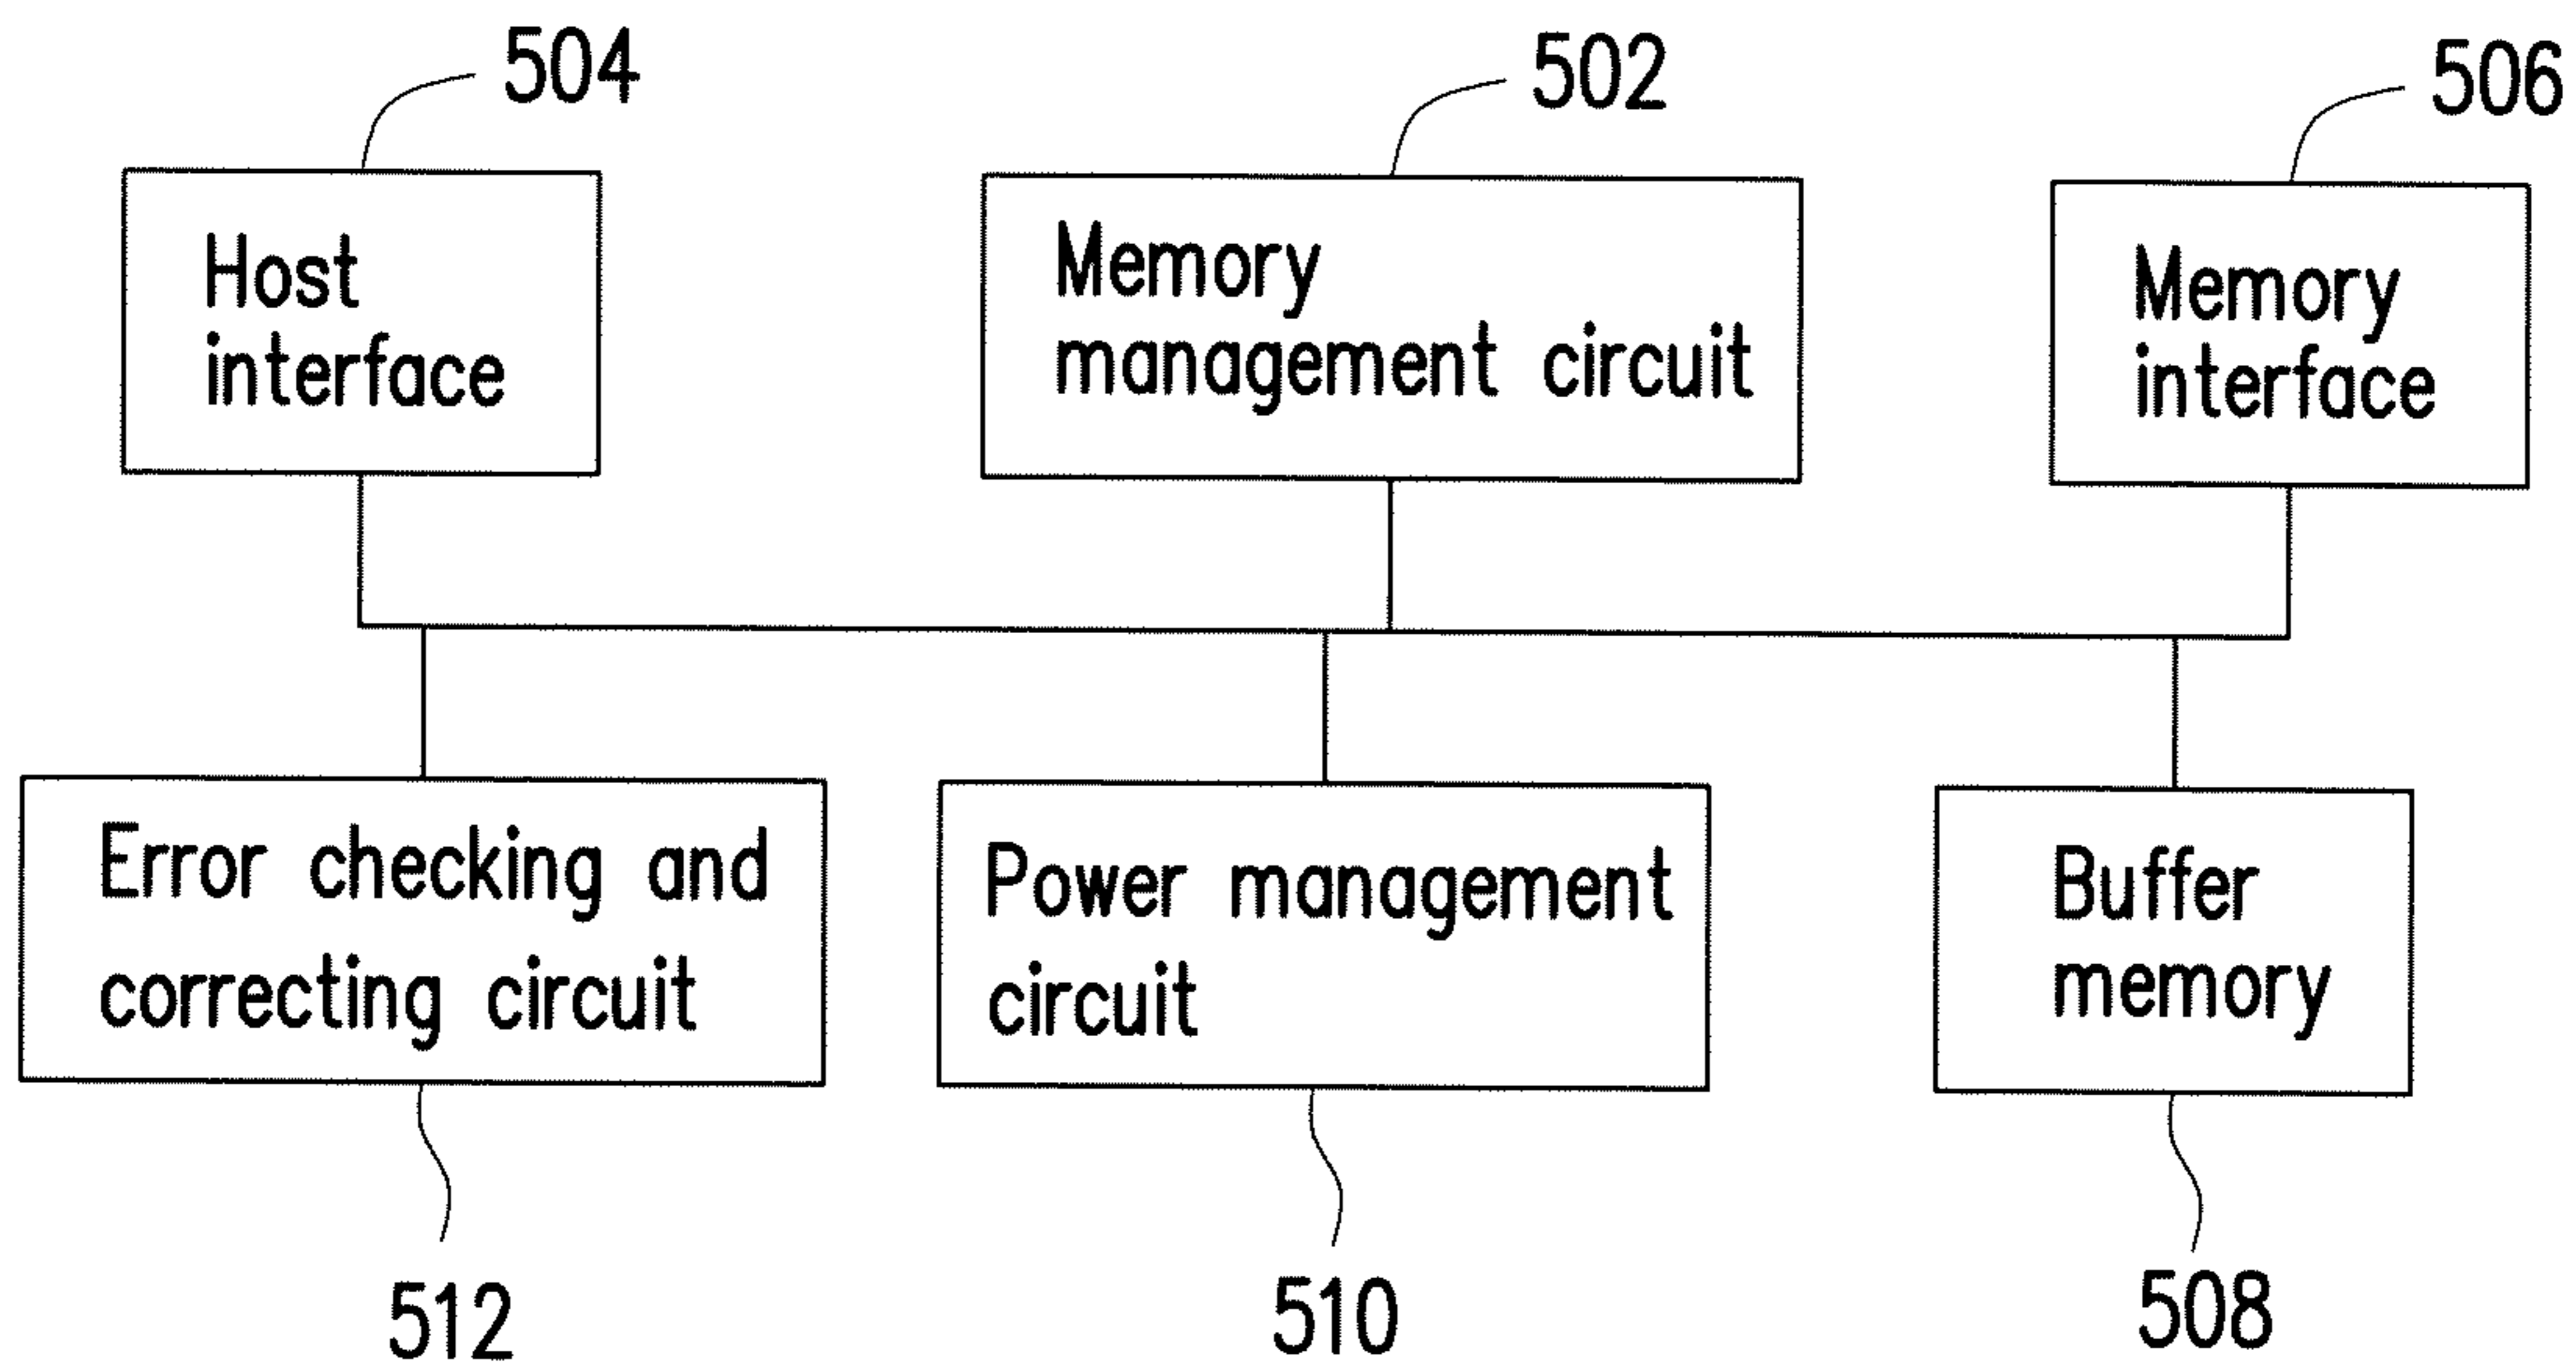 504
502
506
Host
interface
Memory
management circuit
Memory
interface
Error checking and
correcting circuit
Power management
circuit
Buffer
memory
512
510
508